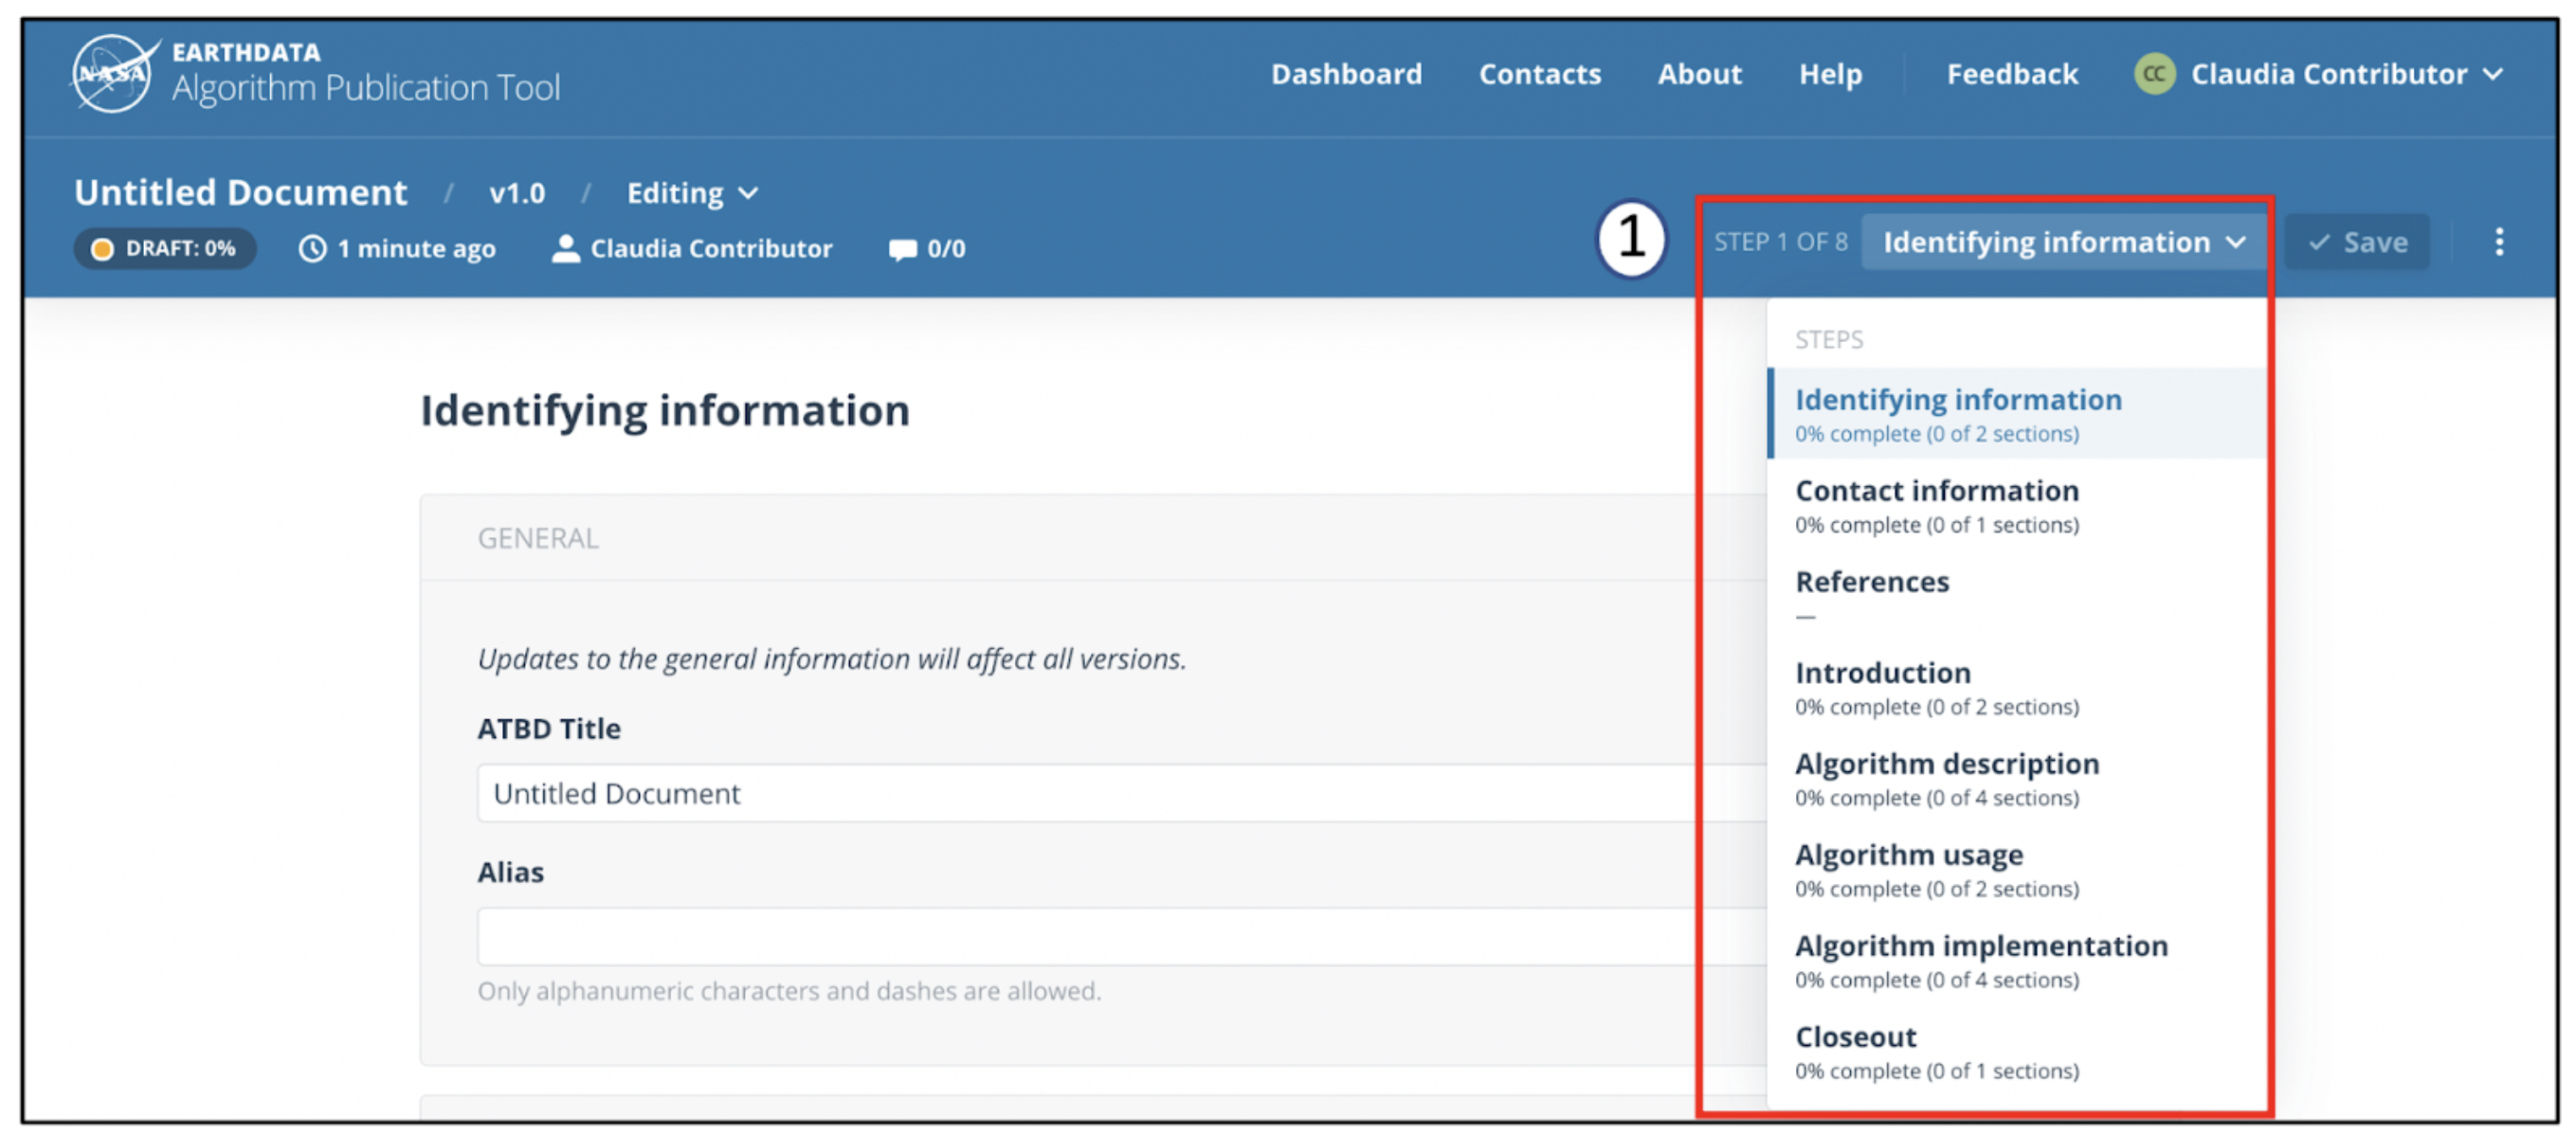 NASA
EARTHDATA
Algorithm Publication Tool
Dashboard Contacts About Help Feedback CC Claudia Contributor
Untitled Document / v1.0 / Editing
DRAFT: 0% 1 minute ago Claudia Contributor 0/0
1
STEP 1 OF 8 Identifying information Save
STEPS
Identifying information
0% complete (0 of 2 sections)
Contact information
0% complete (0 of 1 sections)
References
—
Introduction
0% complete (0 of 2 sections)
Algorithm description
0% complete (0 of 4 sections)
Algorithm usage
0% complete (0 of 2 sections)
Algorithm implementation
0% complete (0 of 4 sections)
Closeout
0% complete (0 of 1 sections)
Identifying information
GENERAL
Updates to the general information will affect all versions.
ATBD Title
Untitled Document
Alias
Only alphanumeric characters and dashes are allowed.